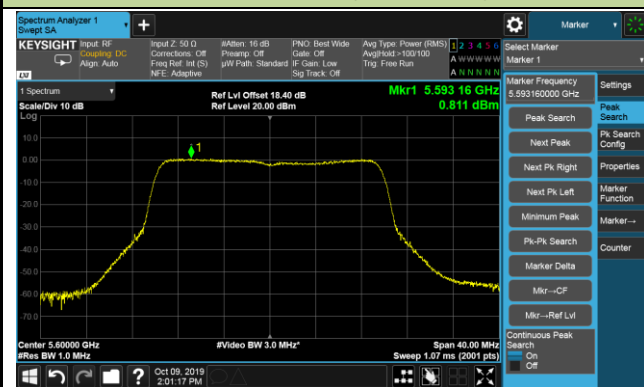 Spectrum Analyzer 1
Swept SA
+
Marker
KEYSIGHT
Input: RF
Coupling: DC
Align: Auto
Input Z: 50 Ω
Corrections: Off
Freq Ref: Int (S)
NFE: Adaptive
#Atten: 16 dB
Preamp: Off
µW Path: Standard
PNO: Best Wide
Gate: Off
IF Gain: Low
Sig Track: Off
Avg Type: Power (RMS)
Avg|Hold:>100/100
Trig: Free Run
1 2 3 4 5 6
A W W W W W
A N N N N N
LXI
Select Marker
Marker 1
1 Spectrum
Scale/Div 10 dB
Log
Ref Lvl Offset 18.40 dB
Ref Level 20.00 dBm
Mkr1 5.593 16 GHz
0.811 dBm
10.0
0.00
-10.0
-20.0
-30.0
-40.0
-50.0
-60.0
-70.0
1
Center 5.60000 GHz
#Res BW 1.0 MHz
#Video BW 3.0 MHz*
Span 40.00 MHz
Sweep 1.07 ms (2001 pts)
Marker Frequency
5.593160000 GHz
Peak Search
Next Peak
Next Pk Right
Next Pk Left
Minimum Peak
Pk-Pk Search
Marker Delta
Mkr→CF
Mkr→Ref Lvl
Continuous Peak
Search
On
Off
Settings
Peak
Search
Pk Search
Config
Properties
Marker
Function
Marker→
Counter
?
Oct 09, 2019
2:01:17 PM